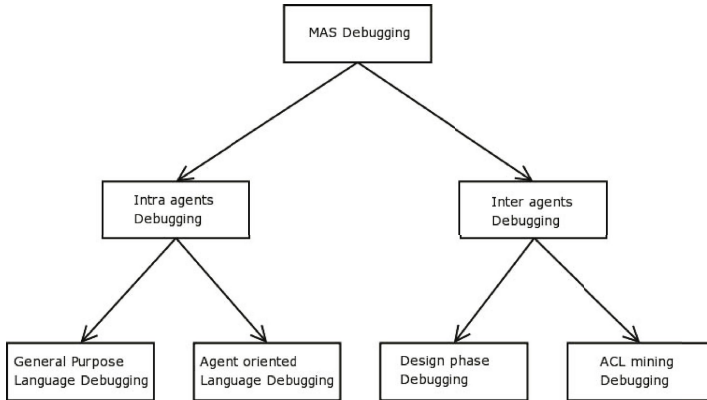 MAS Debugging
Intra agents
Debugging
Inter agents
Debugging
General Purpose
Language Debugging
Agent oriented
Language Debugging
Design phase
Debugging
ACL mining
Debugging